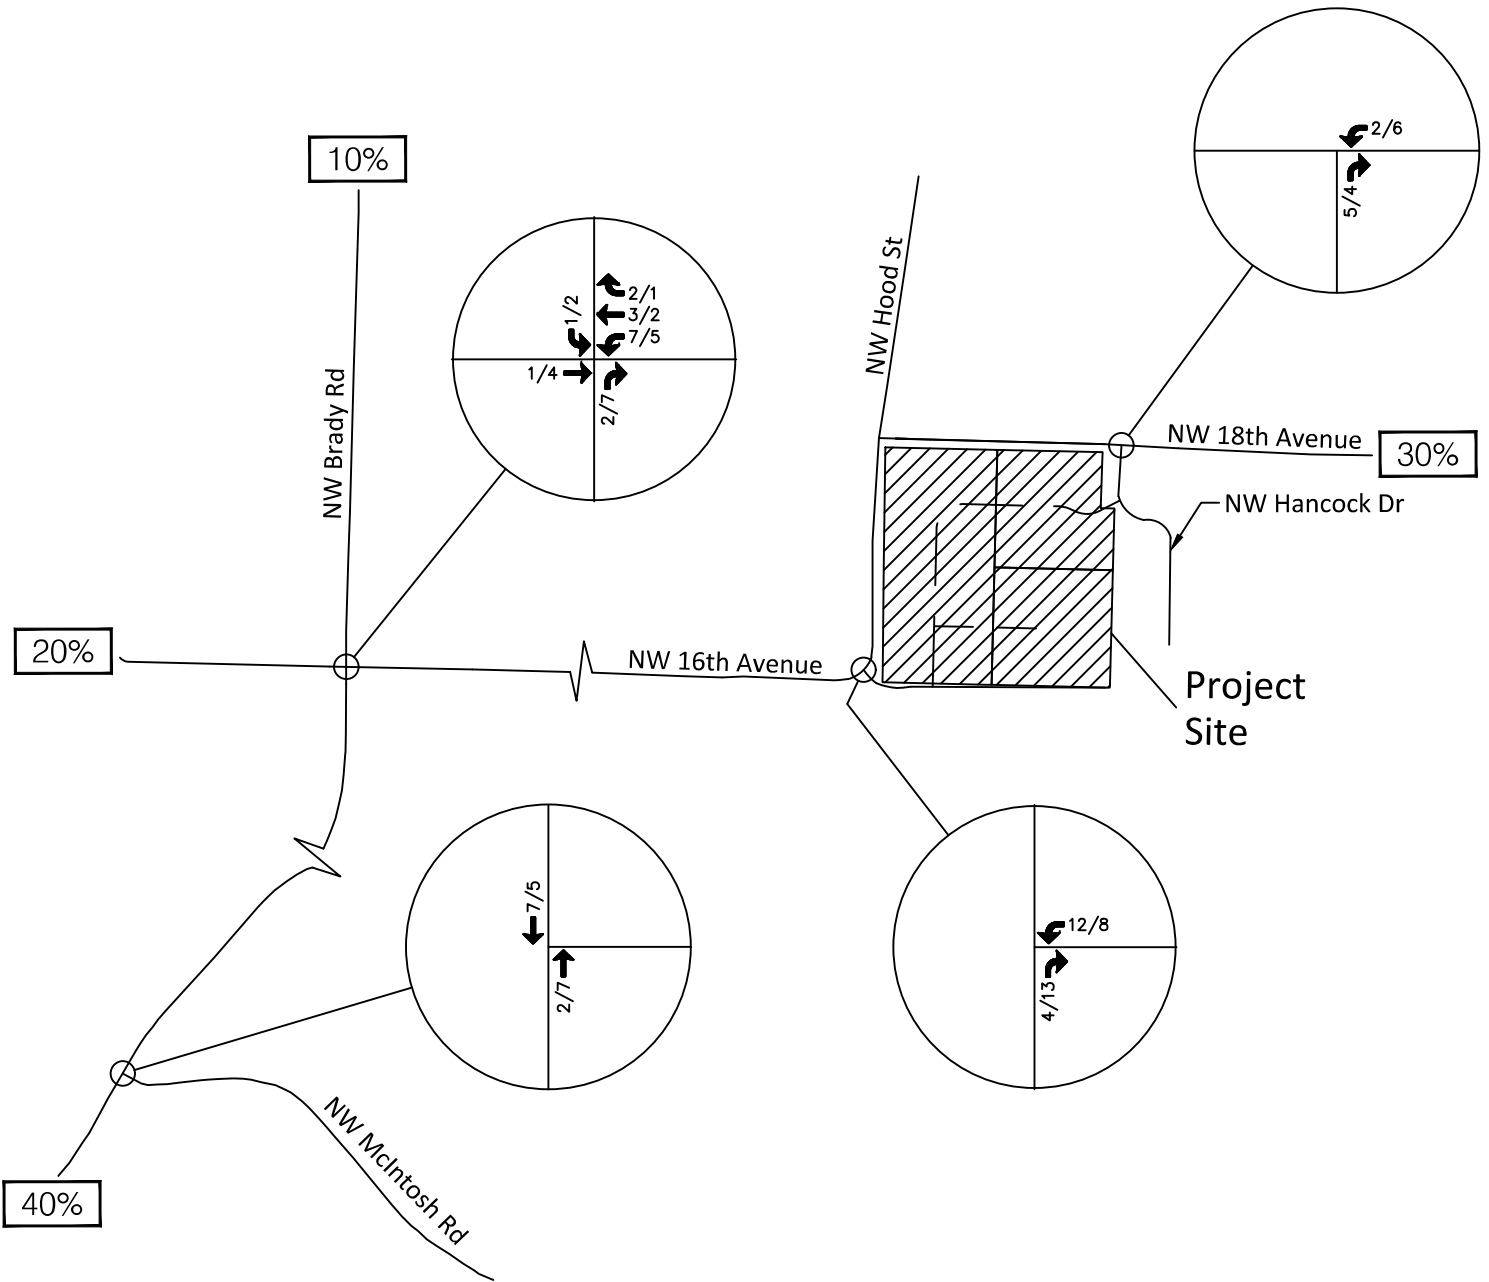 2/6
5/4
10%
NW Hood St
2/1
1/2
3/2
7/5
1/4
2/7
NW Brady Rd
NW 18th Avenue
30%
NW Hancock Dr
20%
NW 16th Avenue
Project
Site
7/5
2/7
12/8
4/13
NW McIntosh Rd
40%